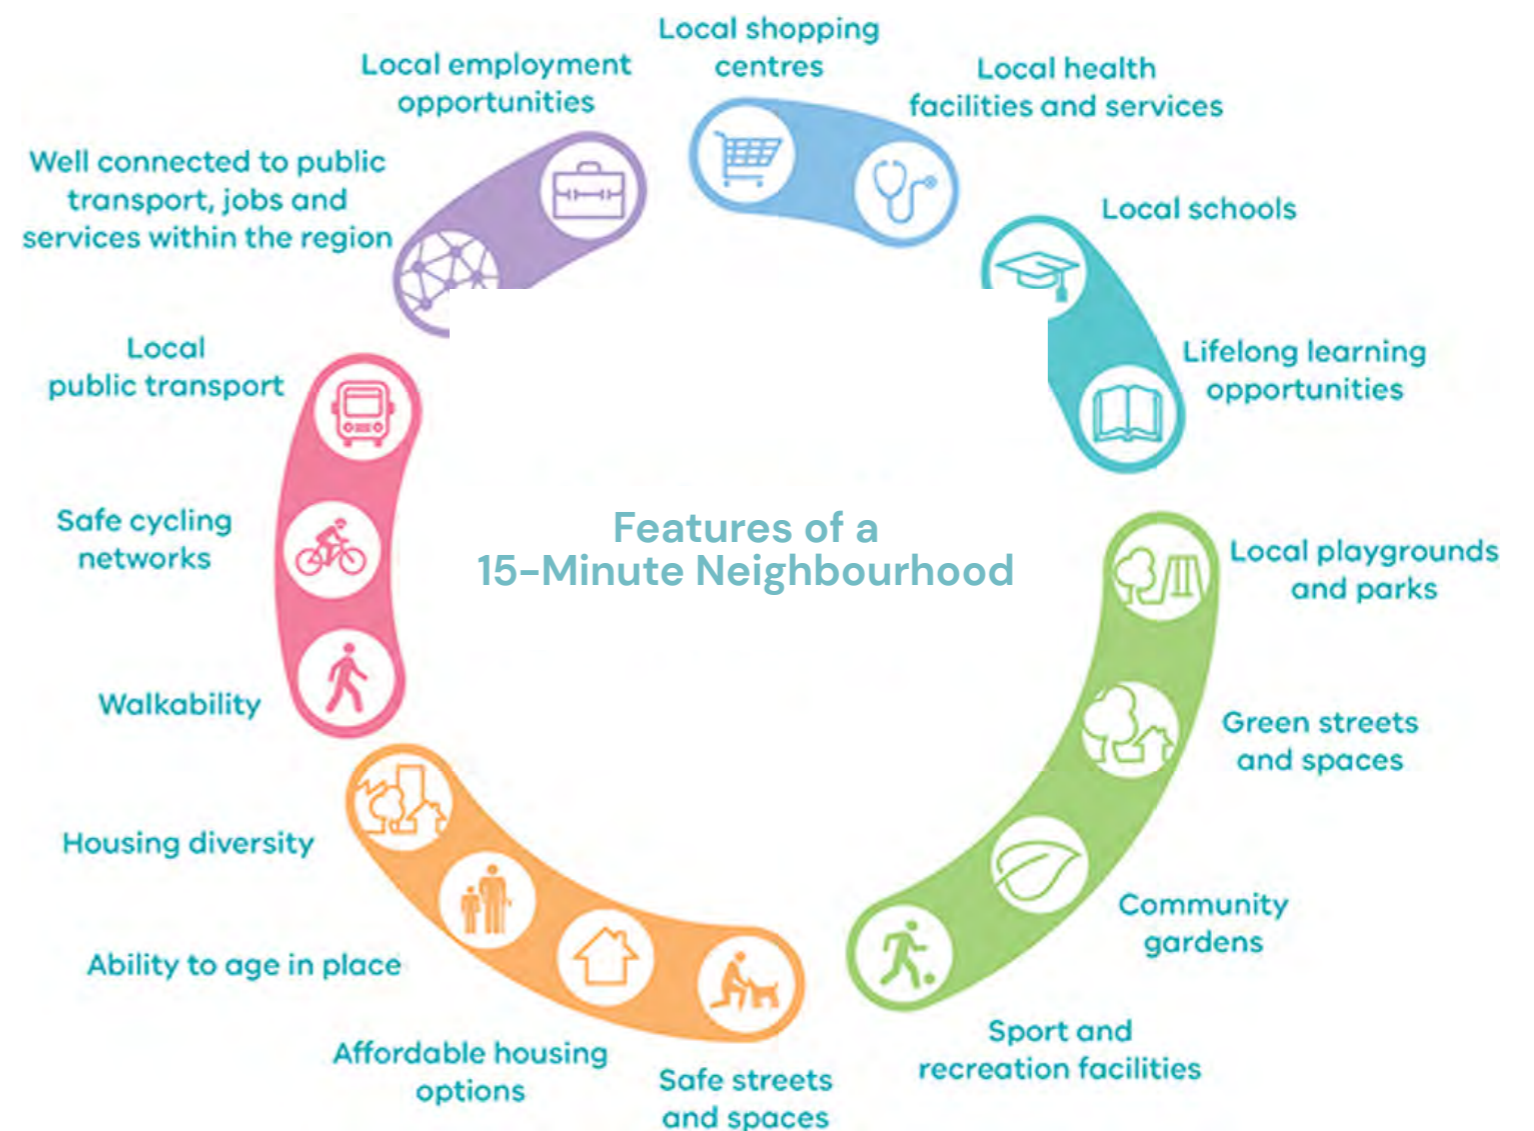 Local shopping
centres
Local health
facilities and services
Local schools
Lifelong learning
opportunities
Local playgrounds
and parks
Green streets
and spaces
Community
gardens
Sport and
recreation facilities
Safe streets
and spaces
Affordable housing
options
Ability to age in place
Housing diversity
Walkability
Safe cycling
networks
Local
public transport
Well connected to public
transport, jobs and
services within the region
Local employment
opportunities
Features of a
15-Minute Neighbourhood